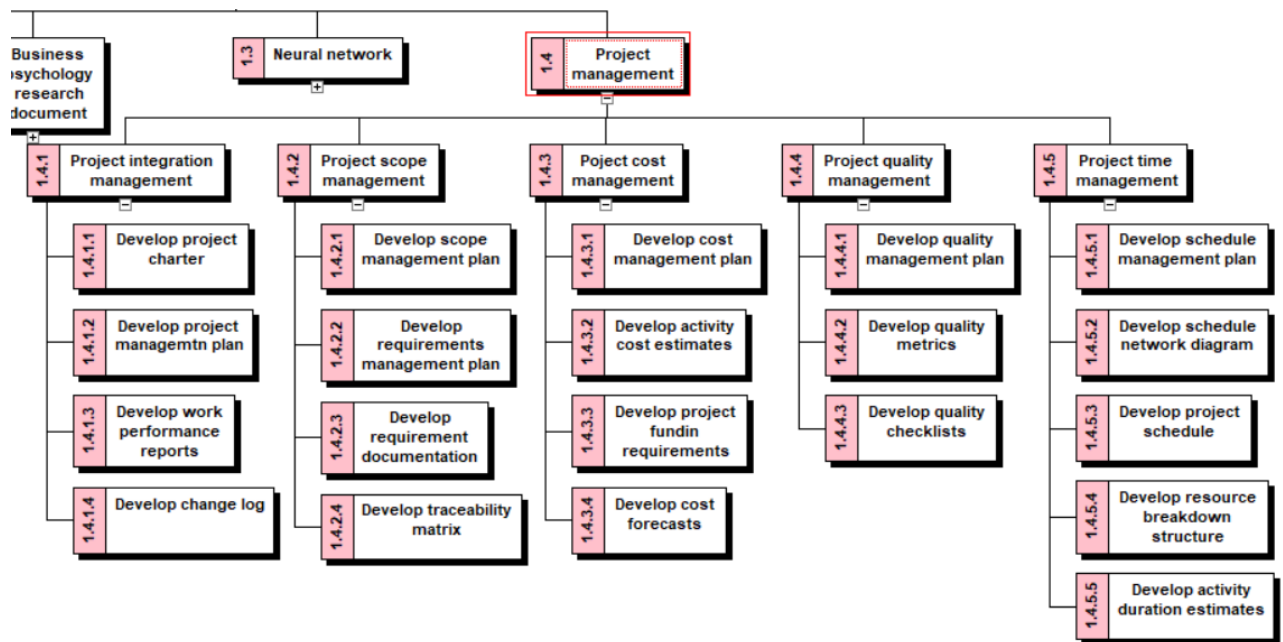 Business
psychology
research
document
1.3
Neural network
1.4
Project
management
1.4.1
Project integration
management
1.4.2
Project scope
management
1.4.3
Poject cost
management
1.4.4
Project quality
management
1.4.5
Project time
management
1.4.1.1
Develop project
charter
1.4.1.2
Develop project
managemtn plan
1.4.1.3
Develop work
performance
reports
1.4.1.4
Develop change log
1.4.2.1
Develop scope
management plan
1.4.2.2
Develop
requirements
management plan
1.4.2.3
Develop
requirement
documentation
1.4.2.4
Develop traceability
matrix
1.4.3.1
Develop cost
management plan
1.4.3.2
Develop activity
cost estimates
1.4.3.3
Develop project
fundin
requirements
1.4.3.4
Develop cost
forecasts
1.4.4.1
Develop quality
management plan
1.4.4.2
Develop quality
metrics
1.4.4.3
Develop quality
checklists
1.4.5.1
Develop schedule
management plan
1.4.5.2
Develop schedule
network diagram
1.4.5.3
Develop project
schedule
1.4.5.4
Develop resource
breakdown
structure
1.4.5.5
Develop activity
duration estimates